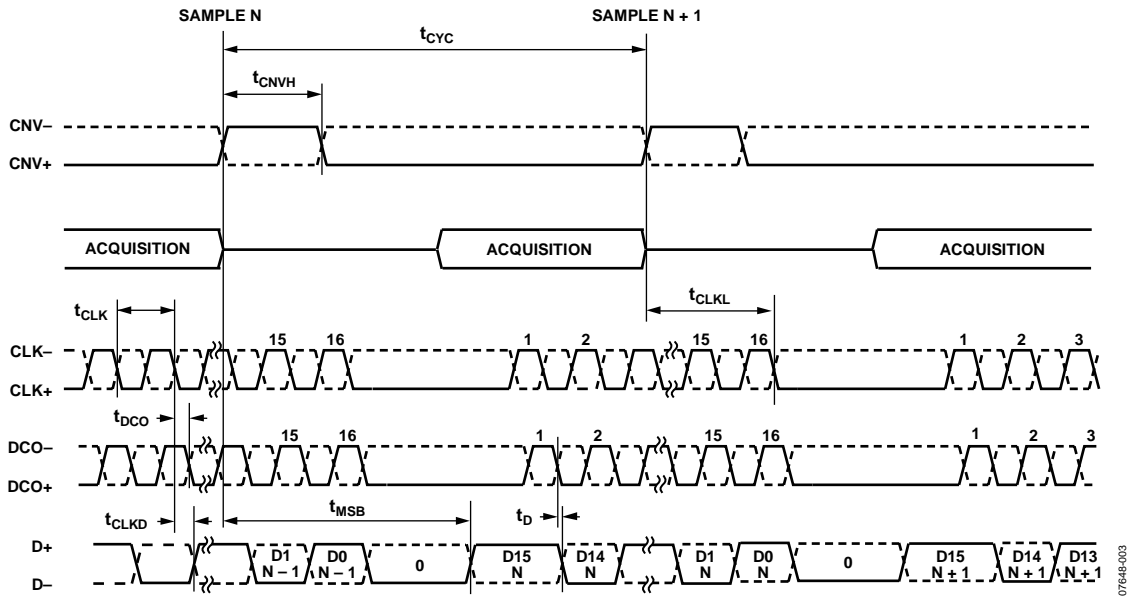 SAMPLE N SAMPLE N + 1
tCYC
tCNVH
CNV–
CNV+
ACQUISITION ACQUISITION ACQUISITION
tCLK tCLKL
15 16 1 2 15 16 1 2 3
CLK–
CLK+
tDCO
15 16 1 2 15 16 1 2 3
DCO–
DCO+
tCLKD tMSB tD
D+
D–
D1 N – 1
D0 N – 1
0
D15 N
D14 N
D1 N
D0 N
0
D15 N + 1
D14 N + 1
D13 N + 1
07648-003